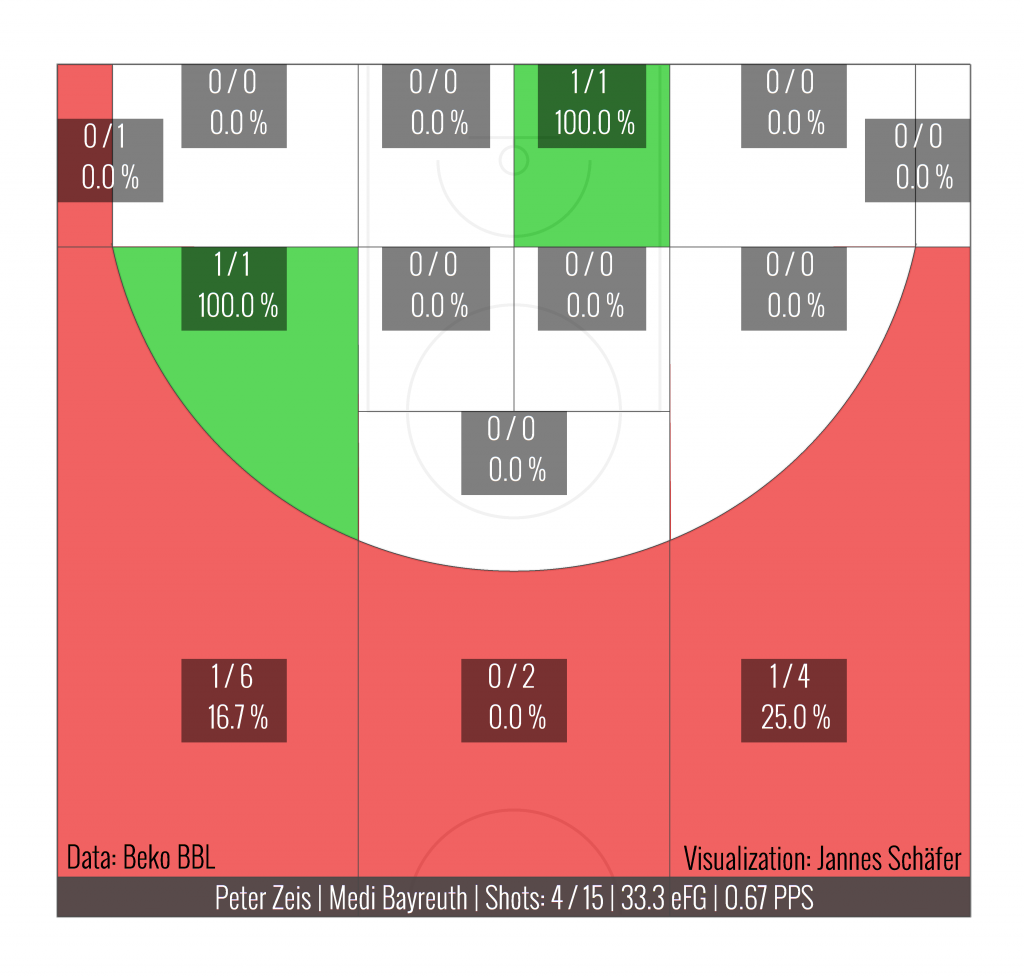 0 / 0
0.0 %
0 / 0
0.0 %
1 / 1
100.0 %
0 / 0
0.0 %
0 / 1
0.0 %
0 / 0
0.0 %
1 / 1
100.0 %
0 / 0
0.0 %
0 / 0
0.0 %
0 / 0
0.0 %
0 / 0
0.0 %
1 / 6
16.7 %
0 / 2
0.0 %
1 / 4
25.0 %
Data: Beko BBL
Visualization: Jannes Schäfer
Peter Zeis | Medi Bayreuth | Shots: 4 / 15 | 33.3 eFG | 0.67 PPS